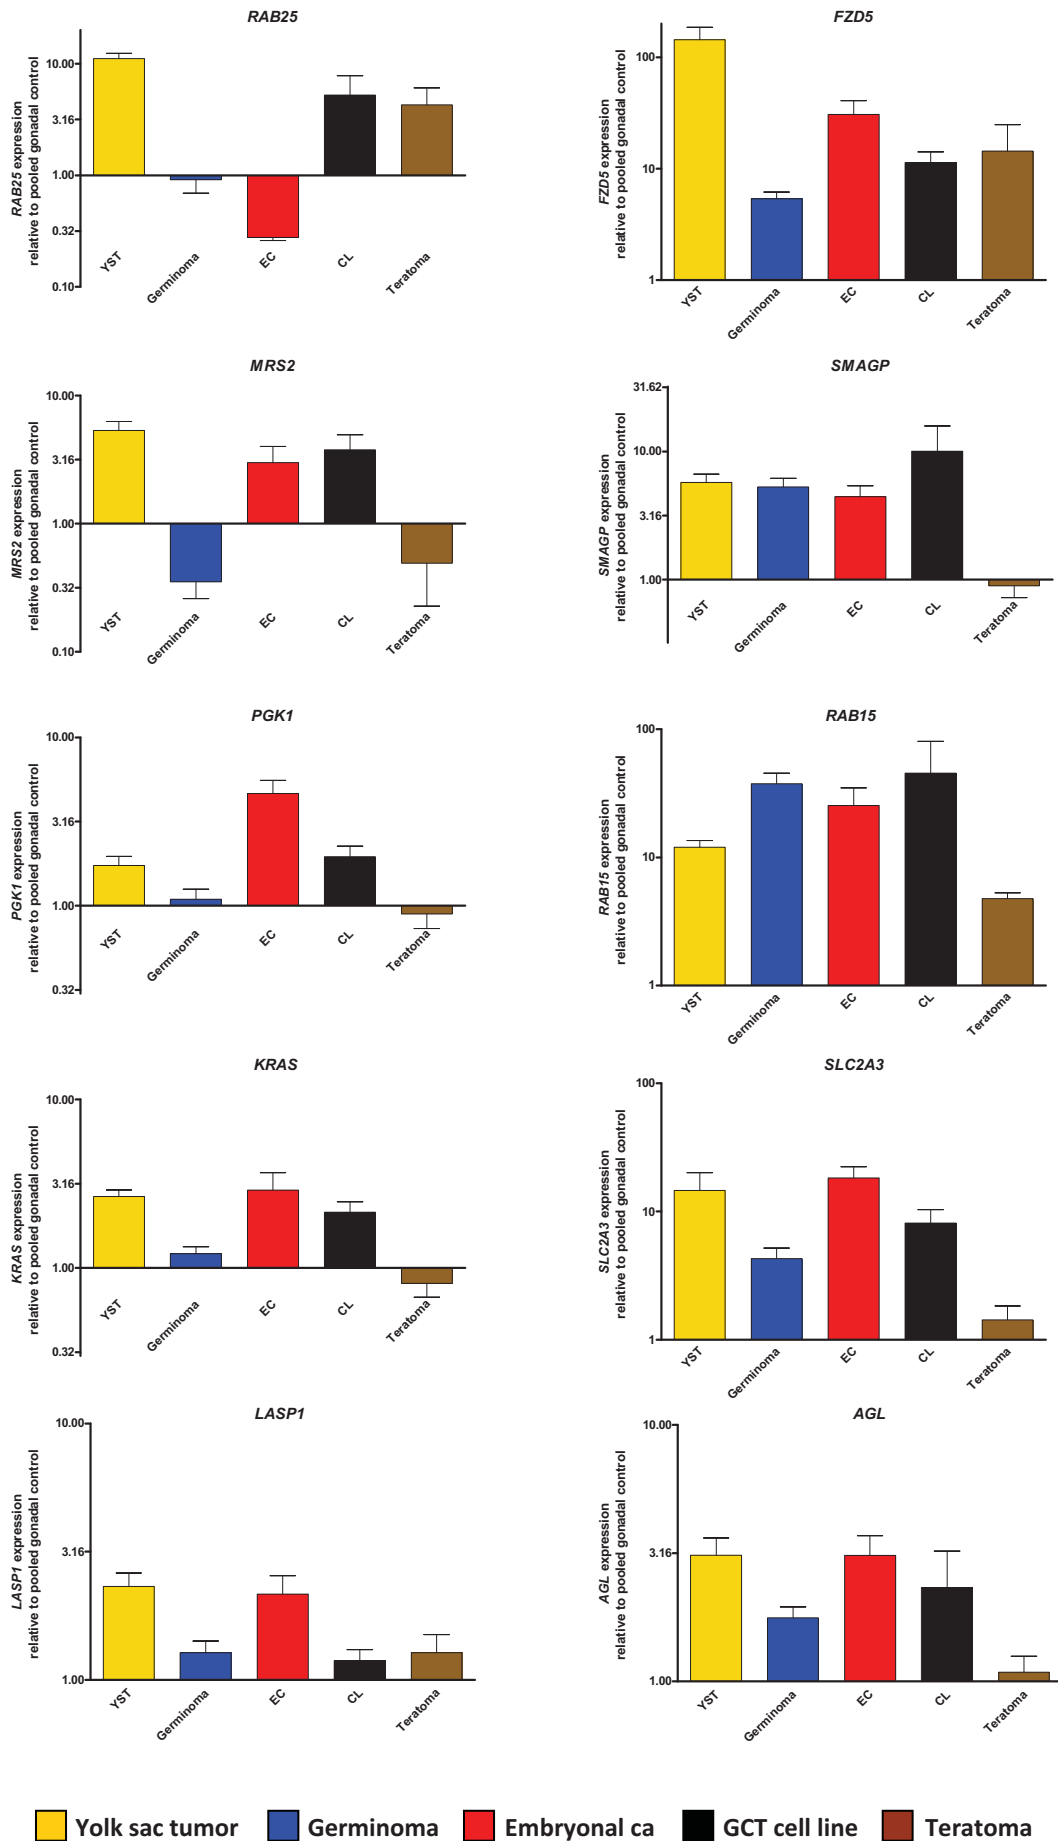 RAB25
RAB25 expression
relative to pooled gonadal control
10.00
3.16
1.00
0.32
0.10
YST
Germinoma
EC
CL
Teratoma
FZD5
FZD5 expression
relative to pooled gonadal control
100
10
1
YST
Germinoma
EC
CL
Teratoma
MRS2
MRS2 expression
relative to pooled gonadal control
10.00
3.16
1.00
0.32
0.10
YST
Germinoma
EC
CL
Teratoma
SMAGP
SMAGP expression
relative to pooled gonadal control
31.62
10.00
3.16
1.00
YST
Germinoma
EC
CL
Teratoma
PGK1
PGK1 expression
relative to pooled gonadal control
10.00
3.16
1.00
0.32
YST
Germinoma
EC
CL
Teratoma
RAB15
RAB15 expression
relative to pooled gonadal control
100
10
1
YST
Germinoma
EC
CL
Teratoma
KRAS
KRAS expression
relative to pooled gonadal control
10.00
3.16
1.00
0.32
YST
Germinoma
EC
CL
Teratoma
SLC2A3
SLC2A3 expression
relative to pooled gonadal control
100
10
1
YST
Germinoma
EC
CL
Teratoma
LASP1
LASP1 expression
relative to pooled gonadal control
10.00
3.16
1.00
YST
Germinoma
EC
CL
Teratoma
AGL
AGL expression
relative to pooled gonadal control
10.00
3.16
1.00
YST
Germinoma
EC
CL
Teratoma
Yolk sac tumor
Germinoma
Embryonal ca
GCT cell line
Teratoma